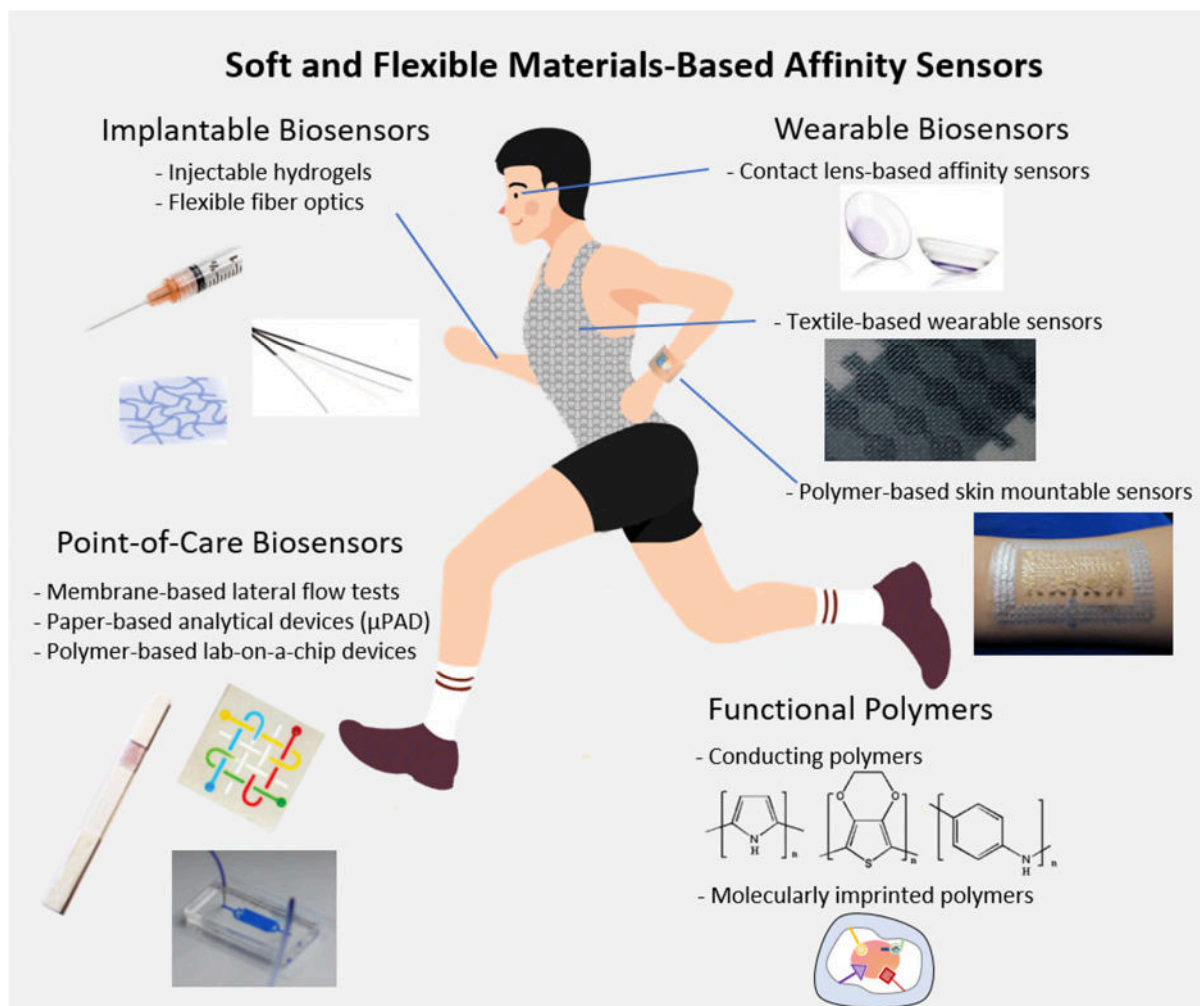 Soft and Flexible Materials-Based Affinity Sensors
Implantable Biosensors
- Injectable hydrogels
- Flexible fiber optics
Wearable Biosensors
- Contact lens-based affinity sensors
- Textile-based wearable sensors
- Polymer-based skin mountable sensors
Point-of-Care Biosensors
- Membrane-based lateral flow tests
- Paper-based analytical devices (µPAD)
- Polymer-based lab-on-a-chip devices
Functional Polymers
- Conducting polymers
N
H
n
O
O
S
n
N
H
n
- Molecularly imprinted polymers